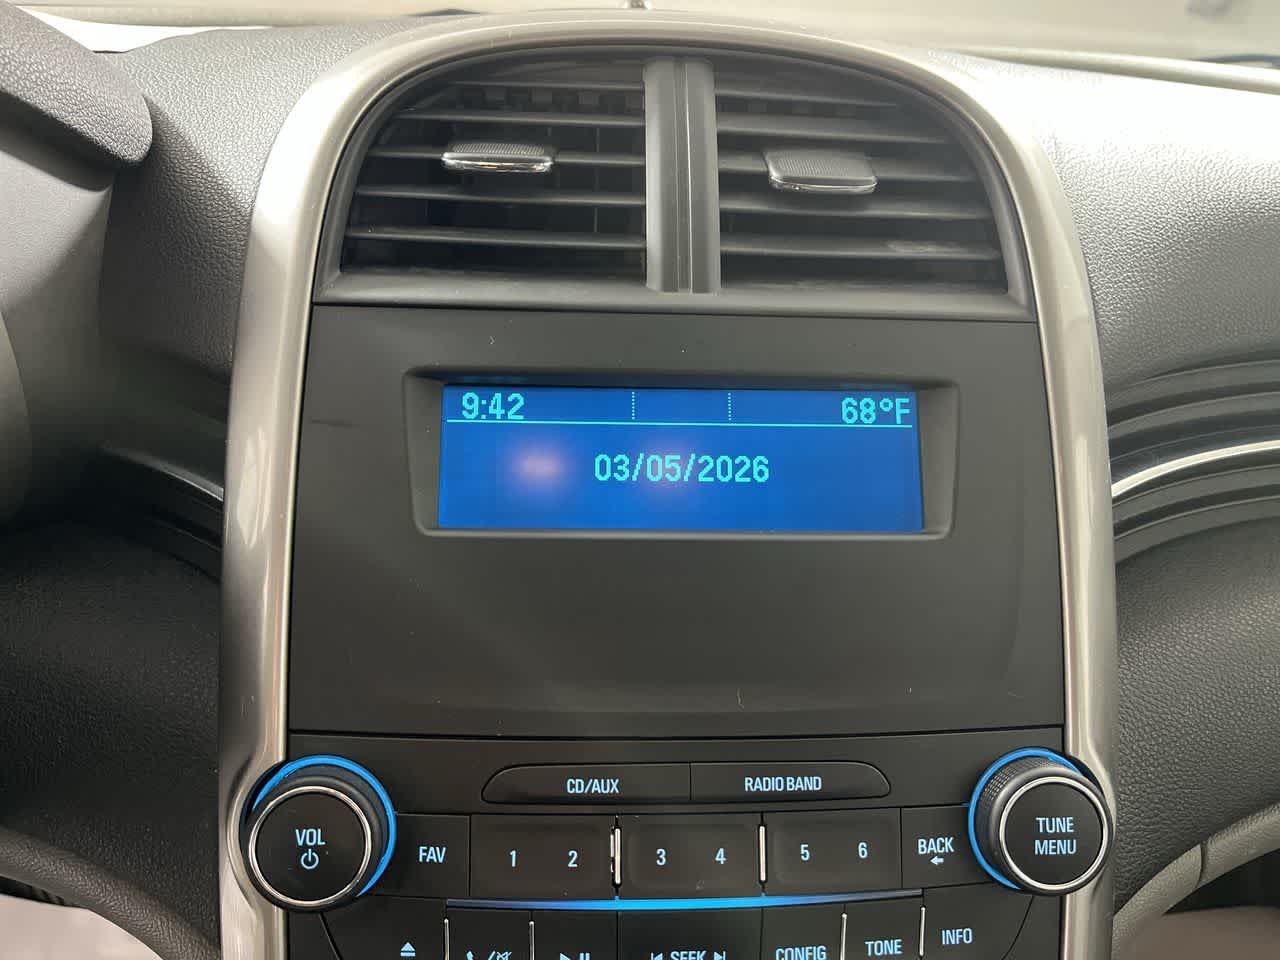 9:42 68°F
03/05/2026
CD/AUX RADIO BAND
VOL
TUNE
MENU
FAV 1 2 3 4 5 6 BACK
SEEK CONFIG TONE INFO